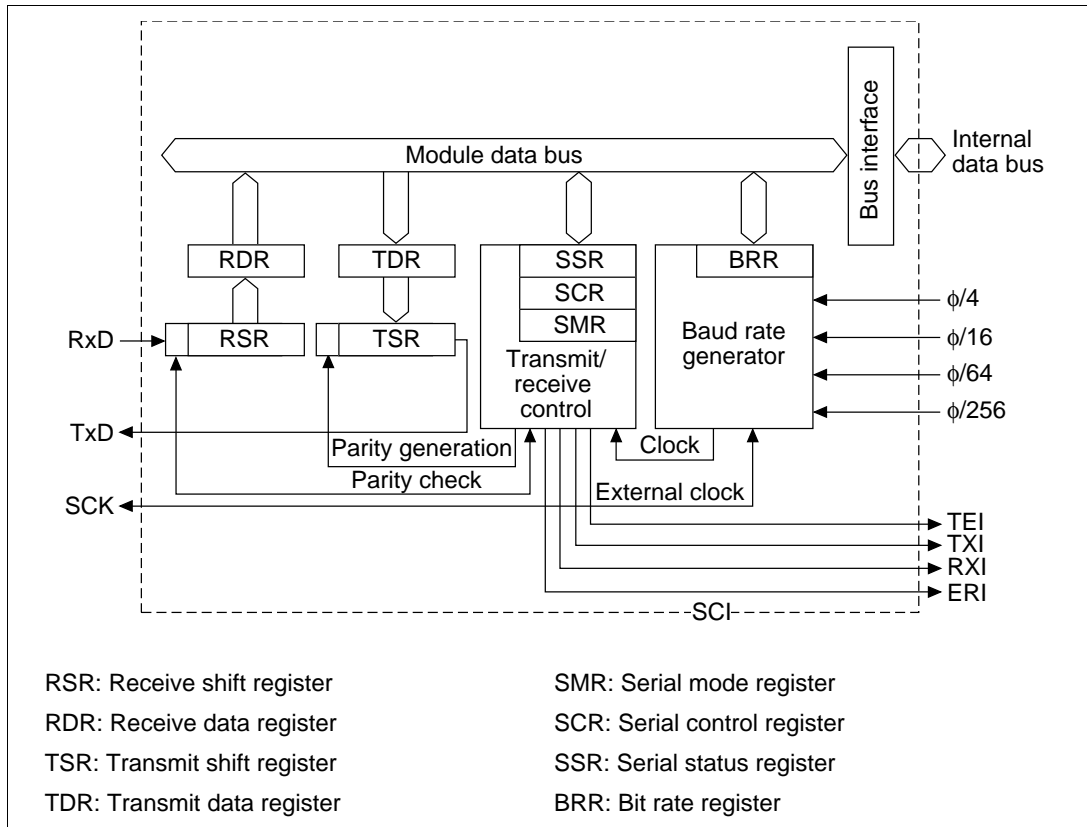 Module data bus
Bus interface
Internal
data bus
RDR
TDR
SSR
BRR
SCR
SMR
RxD
RSR
TSR
Transmit/
receive
control
Baud rate
generator
ϕ/4
ϕ/16
ϕ/64
ϕ/256
TxD
Parity generation
Clock
Parity check
SCK
External clock
TEI
TXI
RXI
ERI
SCI
RSR: Receive shift register
RDR: Receive data register
TSR: Transmit shift register
TDR: Transmit data register
SMR: Serial mode register
SCR: Serial control register
SSR: Serial status register
BRR: Bit rate register